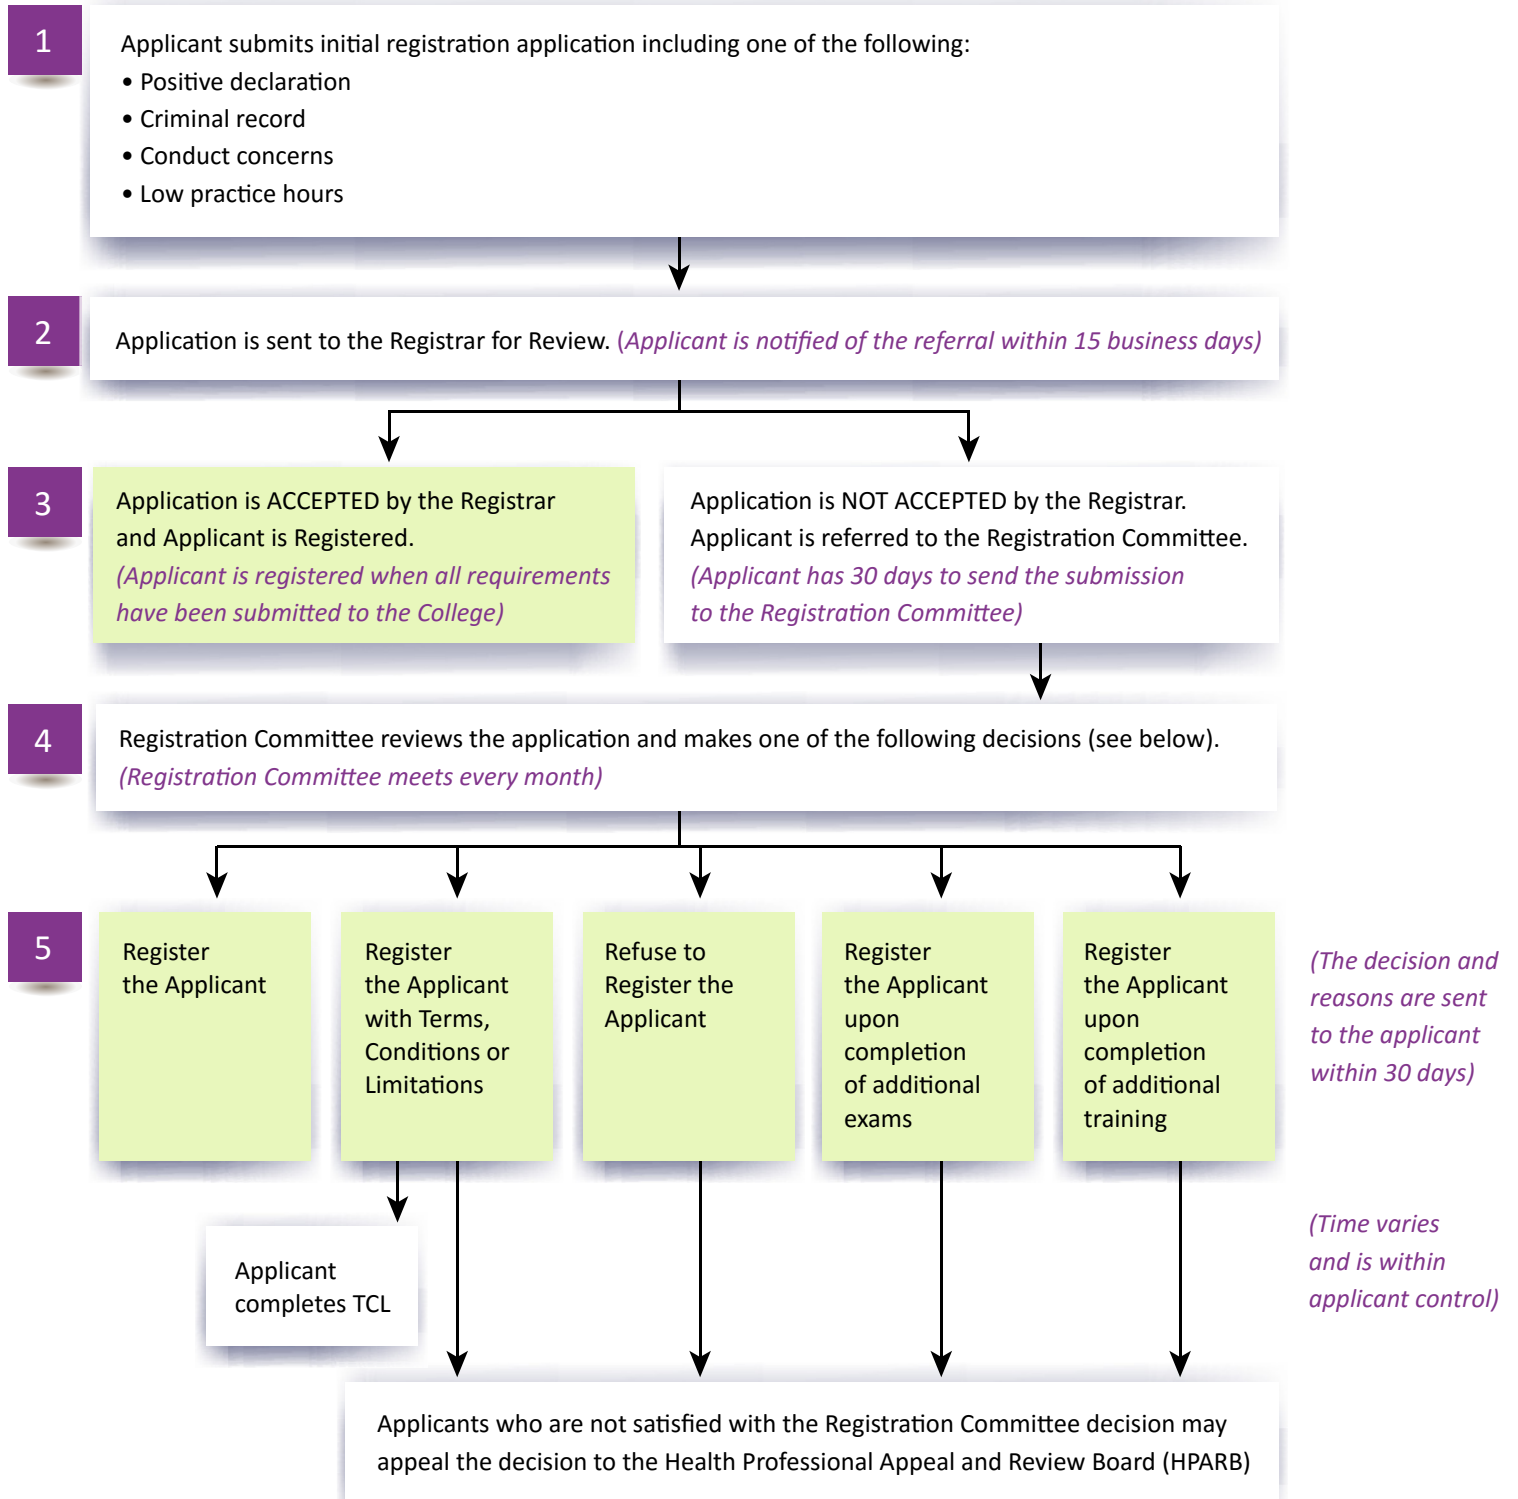 1
Applicant submits initial registration application including one of the following:
• Positive declaration
• Criminal record
• Conduct concerns
• Low practice hours
2
Application is sent to the Registrar for Review. (Applicant is notified of the referral within 15 business days)
3
Application is ACCEPTED by the Registrar
and Applicant is Registered.
(Applicant is registered when all requirements
have been submitted to the College)
Application is NOT ACCEPTED by the Registrar.
Applicant is referred to the Registration Committee.
(Applicant has 30 days to send the submission
to the Registration Committee)
4
Registration Committee reviews the application and makes one of the following decisions (see below).
(Registration Committee meets every month)
5
Register
the Applicant
Register
the Applicant
with Terms,
Conditions or
Limitations
Refuse to
Register the
Applicant
Register
the Applicant
upon
completion
of additional
exams
Register
the Applicant
upon
completion
of additional
training
(The decision and
reasons are sent
to the applicant
within 30 days)
Applicant
completes TCL
(Time varies
and is within
applicant control)
Applicants who are not satisfied with the Registration Committee decision may
appeal the decision to the Health Professional Appeal and Review Board (HPARB)